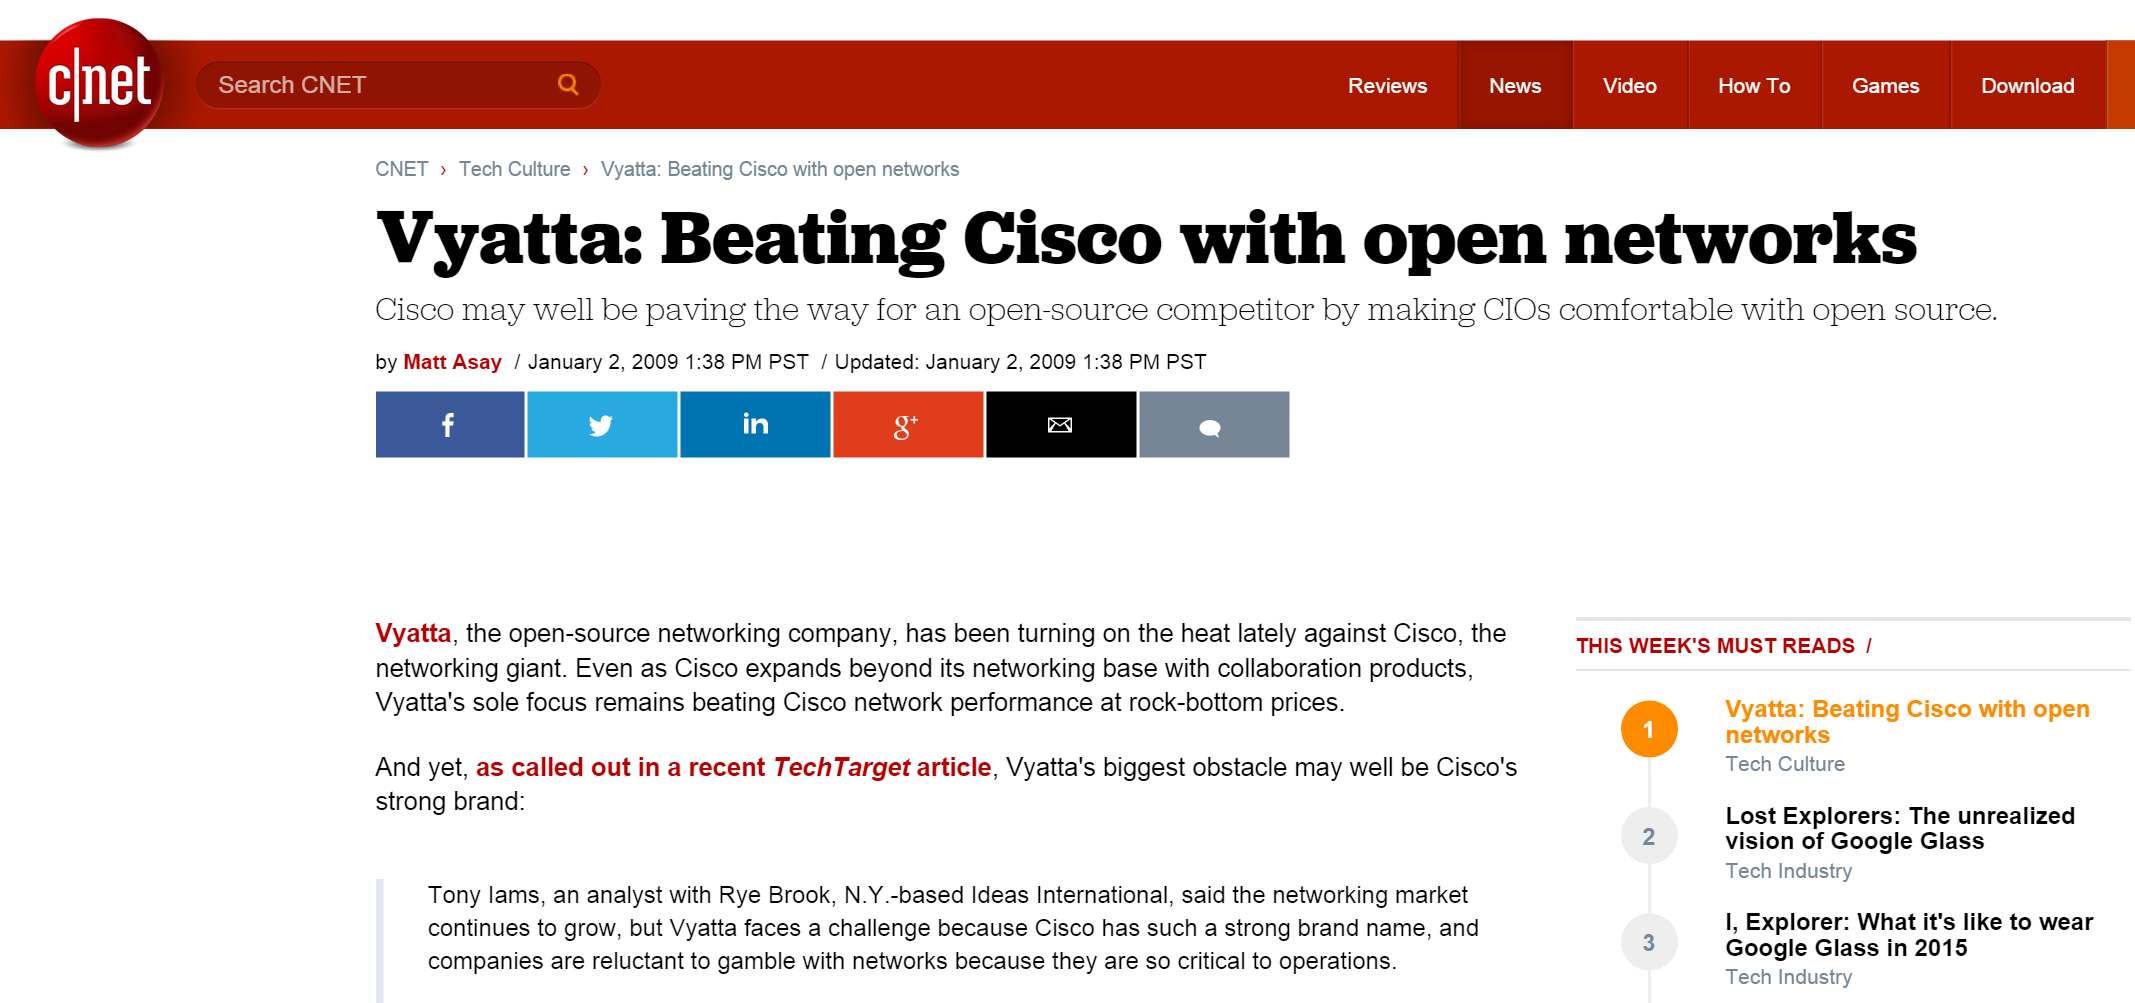 c|net
Search CNET
Reviews
News
Video
How To
Games
Download
CNET › Tech Culture › Vyatta: Beating Cisco with open networks
Vyatta: Beating Cisco with open networks
Cisco may well be paving the way for an open-source competitor by making CIOs comfortable with open source.
by Matt Asay / January 2, 2009 1:38 PM PST / Updated: January 2, 2009 1:38 PM PST
f
in
g+
Vyatta, the open-source networking company, has been turning on the heat lately against Cisco, the
networking giant. Even as Cisco expands beyond its networking base with collaboration products,
Vyatta's sole focus remains beating Cisco network performance at rock-bottom prices.
And yet, as called out in a recent TechTarget article, Vyatta's biggest obstacle may well be Cisco's
strong brand:
Tony Iams, an analyst with Rye Brook, N.Y.-based Ideas International, said the networking market
continues to grow, but Vyatta faces a challenge because Cisco has such a strong brand name, and
companies are reluctant to gamble with networks because they are so critical to operations.
THIS WEEK'S MUST READS /
1
Vyatta: Beating Cisco with open
networks
Tech Culture
2
Lost Explorers: The unrealized
vision of Google Glass
Tech Industry
3
I, Explorer: What it's like to wear
Google Glass in 2015
Tech Industry